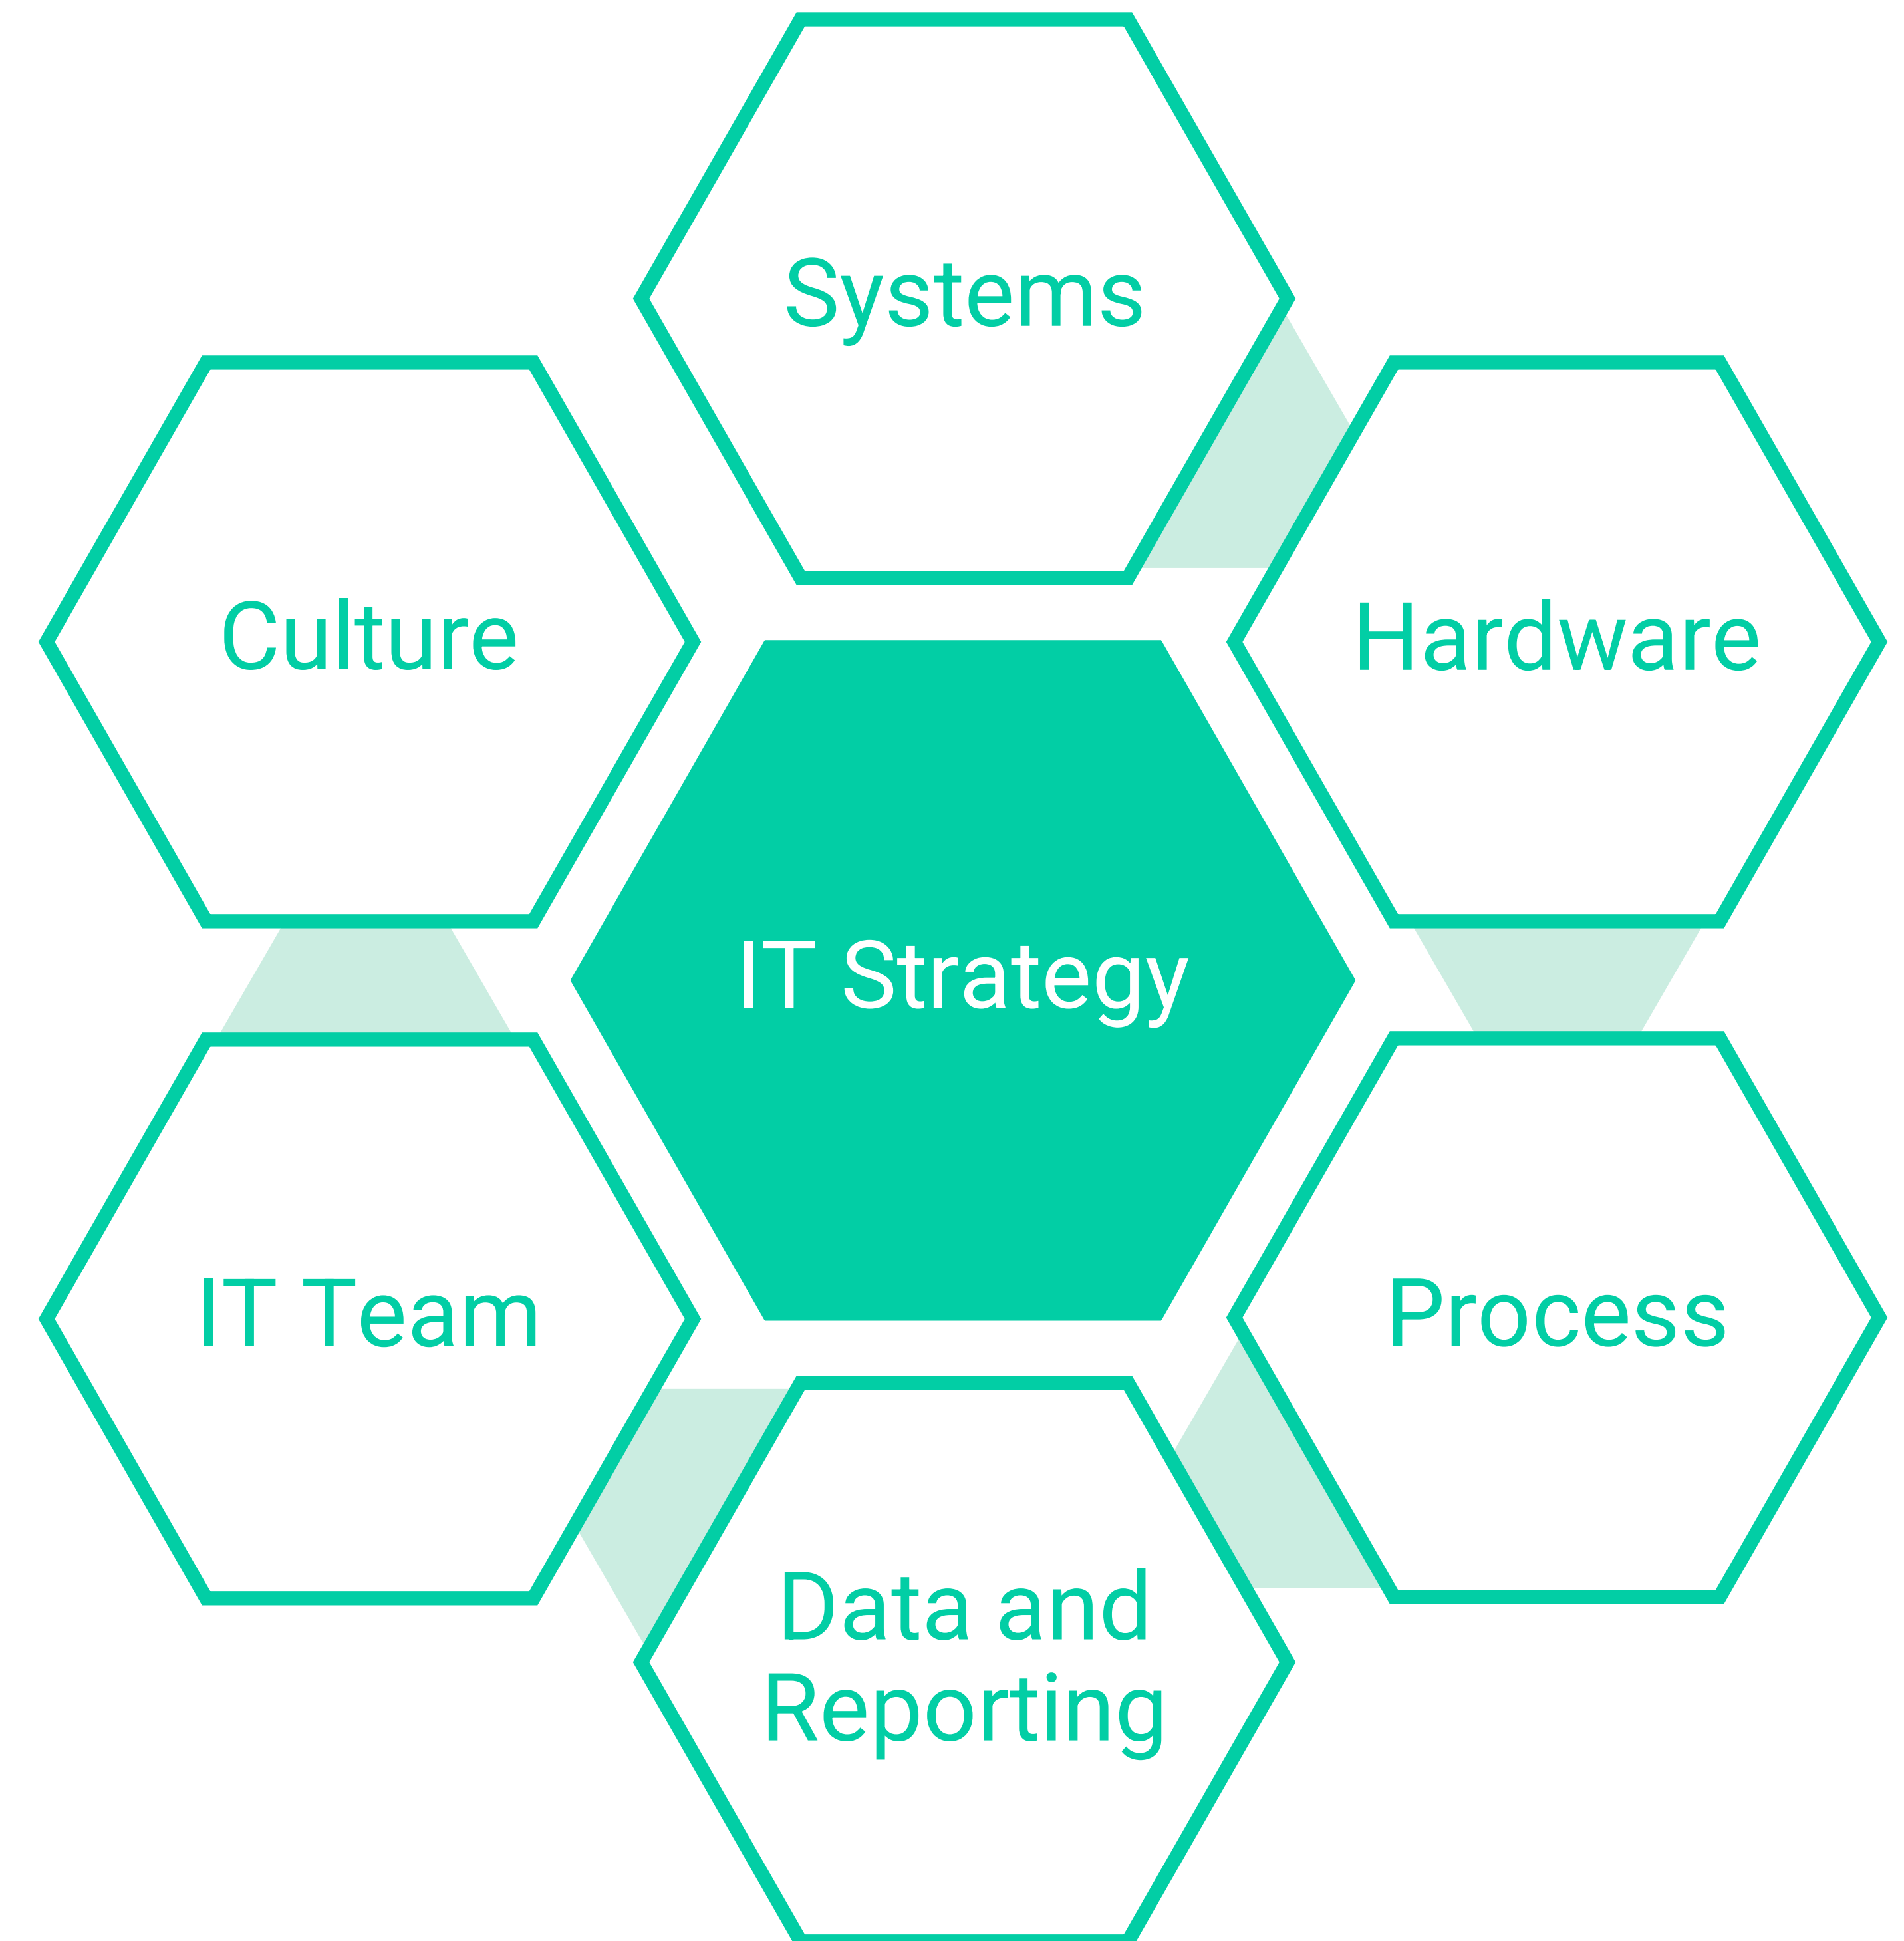 Systems
Culture
Hardware
IT Strategy
IT Team
Process
Data and
Reporting